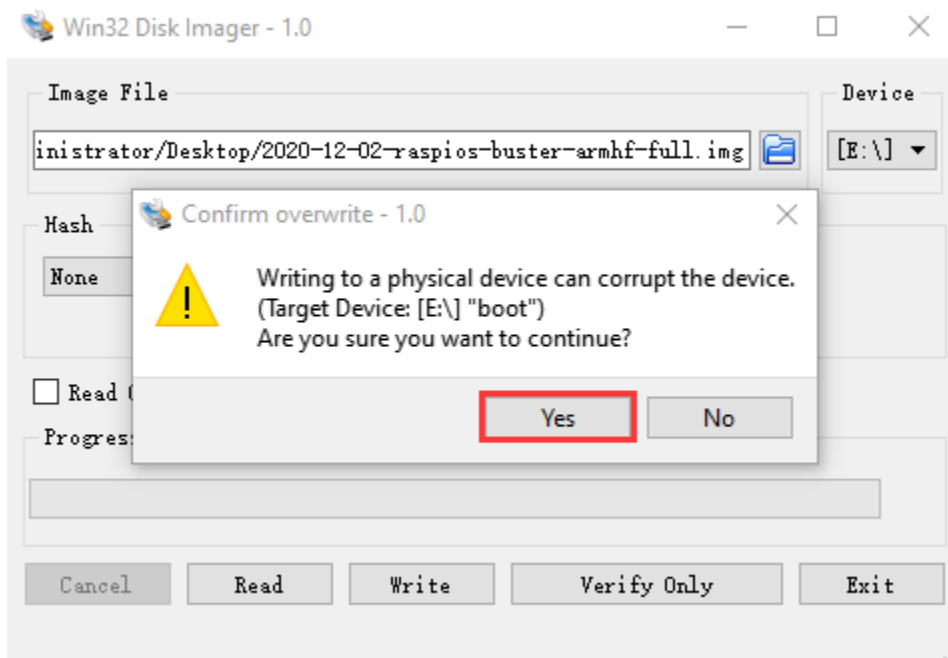 Win32 Disk Imager - 1.0
Image File
Device
inistrator/Desktop/2020-12-02-raspios-buster-armhf-full.img
[E:\]
Confirm overwrite - 1.0
Hash
None
Writing to a physical device can corrupt the device.
(Target Device: [E:\] "boot")
Are you sure you want to continue?
Read
Yes
No
Progres
Cancel
Read
Write
Verify Only
Exit